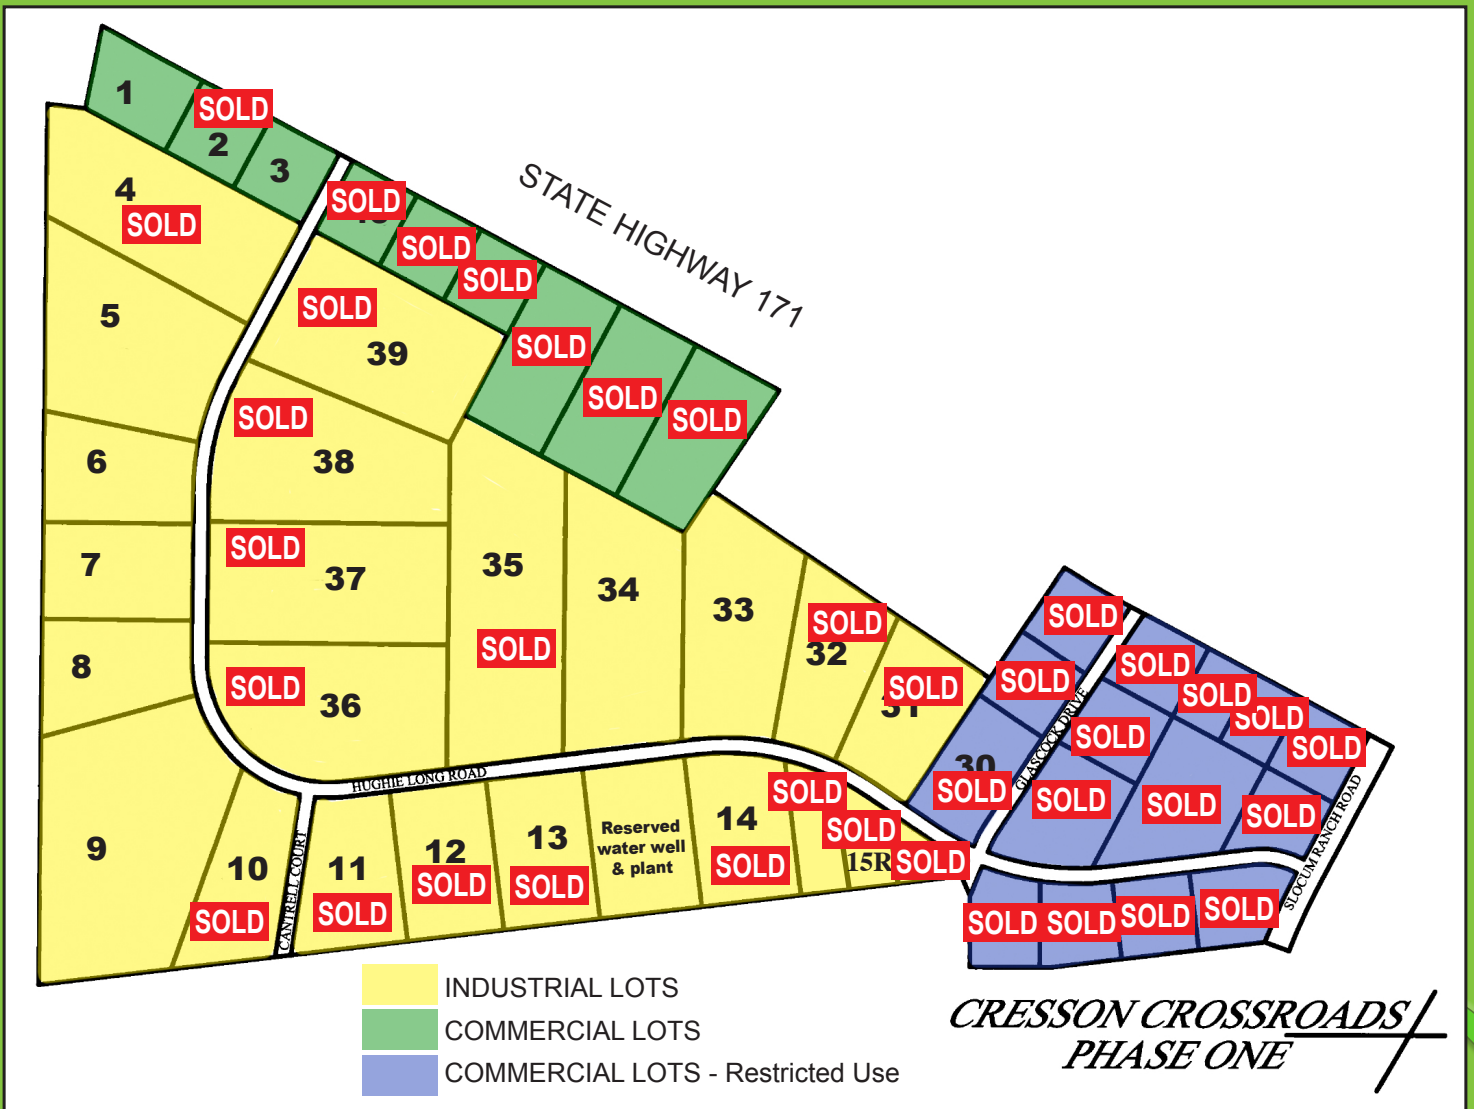 1
SOLD
2
3
4
SOLD
STATE HIGHWAY 171
SOLD
SOLD
SOLD
5
SOLD
39
SOLD
SOLD
SOLD
SOLD
38
6
SOLD
37
7
35
34
33
SOLD
SOLD
32
8
SOLD
36
SOLD
31
SOLD
SOLD
SOLD
SOLD
SOLD
SOLD
SOLD
30
SOLD
GLASCOCK DRIVE
SOLD
SOLD
SOLD
HUGHIE LONG ROAD
SLOCUM RANCH ROAD
9
10
SOLD
CANTRELL COURT
11
SOLD
12
SOLD
13
SOLD
Reserved
water well
& plant
14
SOLD
SOLD
SOLD
15R
SOLD
SOLD
SOLD
SOLD
SOLD
INDUSTRIAL LOTS
COMMERCIAL LOTS
COMMERCIAL LOTS - Restricted Use
CRESSON CROSSROADS
PHASE ONE